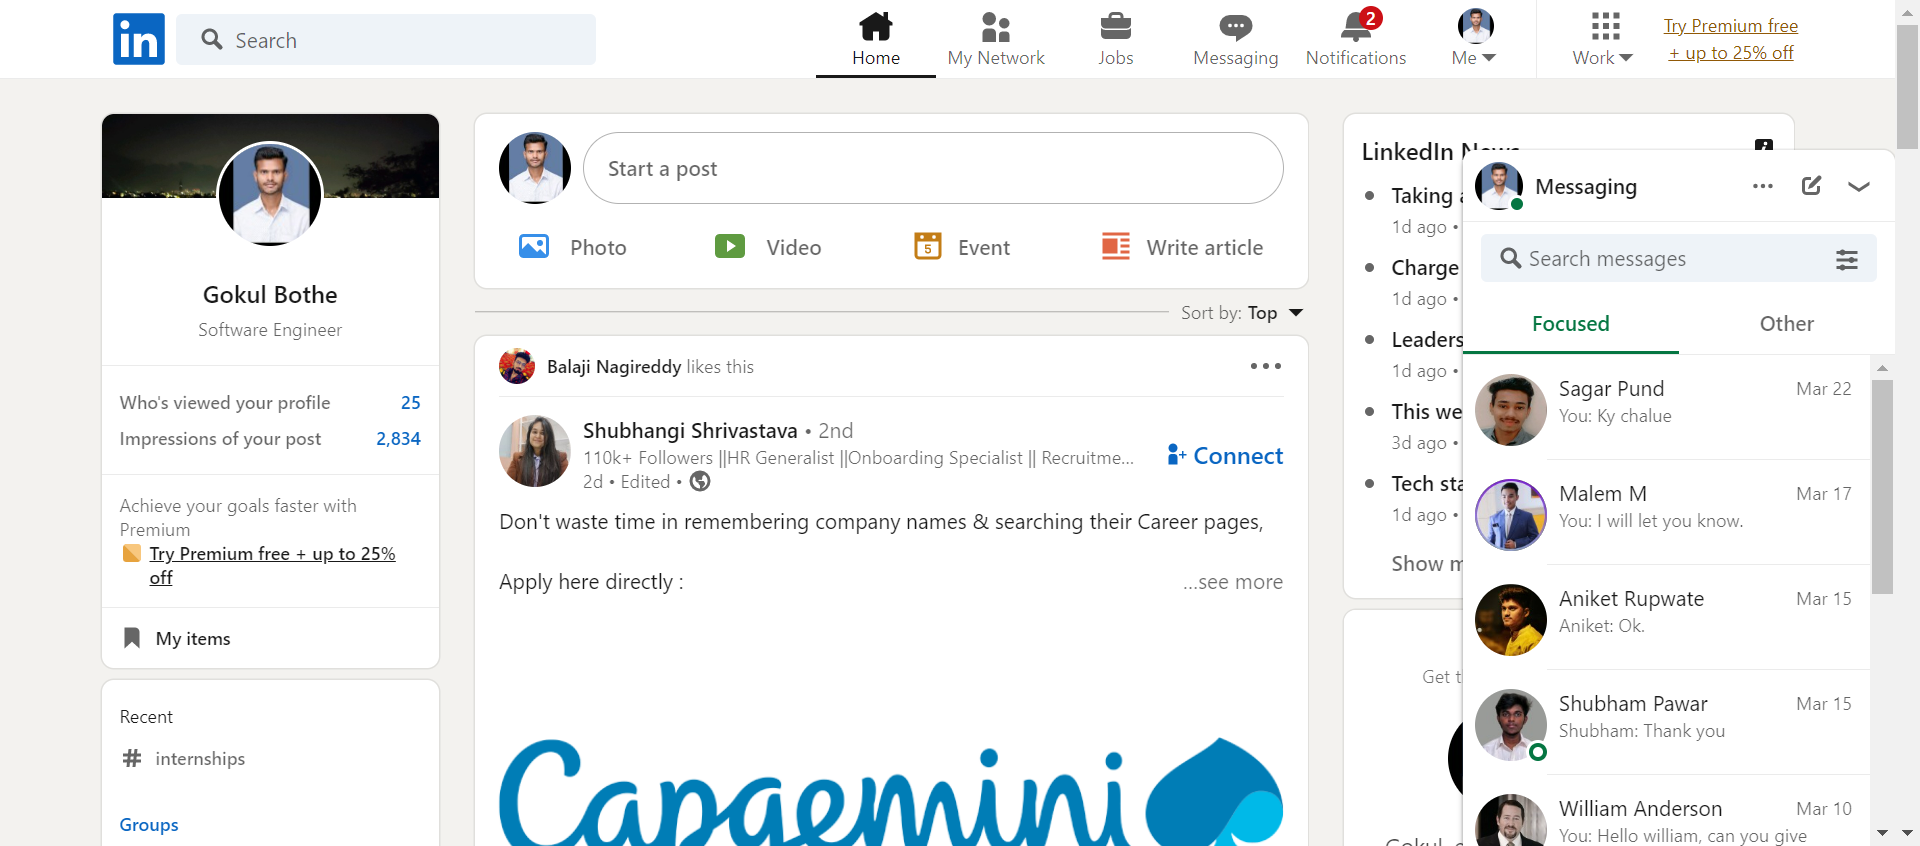 in
Search
Home
My Network
Jobs
Messaging
2
Notifications
Me
Work
Try Premium free
+ up to 25% off
Gokul Bothe
Software Engineer
Who's viewed your profile 25
Impressions of your post 2,834
Achieve your goals faster with
Premium
Try Premium free + up to 25%
off
My items
Recent
# internships
Groups
Start a post
Photo
Video
5
Event
Write article
Sort by: Top
Balaji Nagireddy likes this
Shubhangi Shrivastava • 2nd
110k+ Followers ||HR Generalist ||Onboarding Specialist || Recruitme...
2d • Edited •
Connect
Don't waste time in remembering company names & searching their Career pages,
Apply here directly :
...see more
Capgemini
LinkedIn News
Taking
1d ago •
Charge
1d ago •
Leaders
1d ago •
This we
3d ago •
Tech sta
1d ago •
Show m
Get t
Gokul,
Messaging
Search messages
Focused
Other
Sagar Pund Mar 22
You: Ky chalue
Malem M Mar 17
You: I will let you know.
Aniket Rupwate Mar 15
Aniket: Ok.
Shubham Pawar Mar 15
Shubham: Thank you
William Anderson Mar 10
You: Hello william, can you give